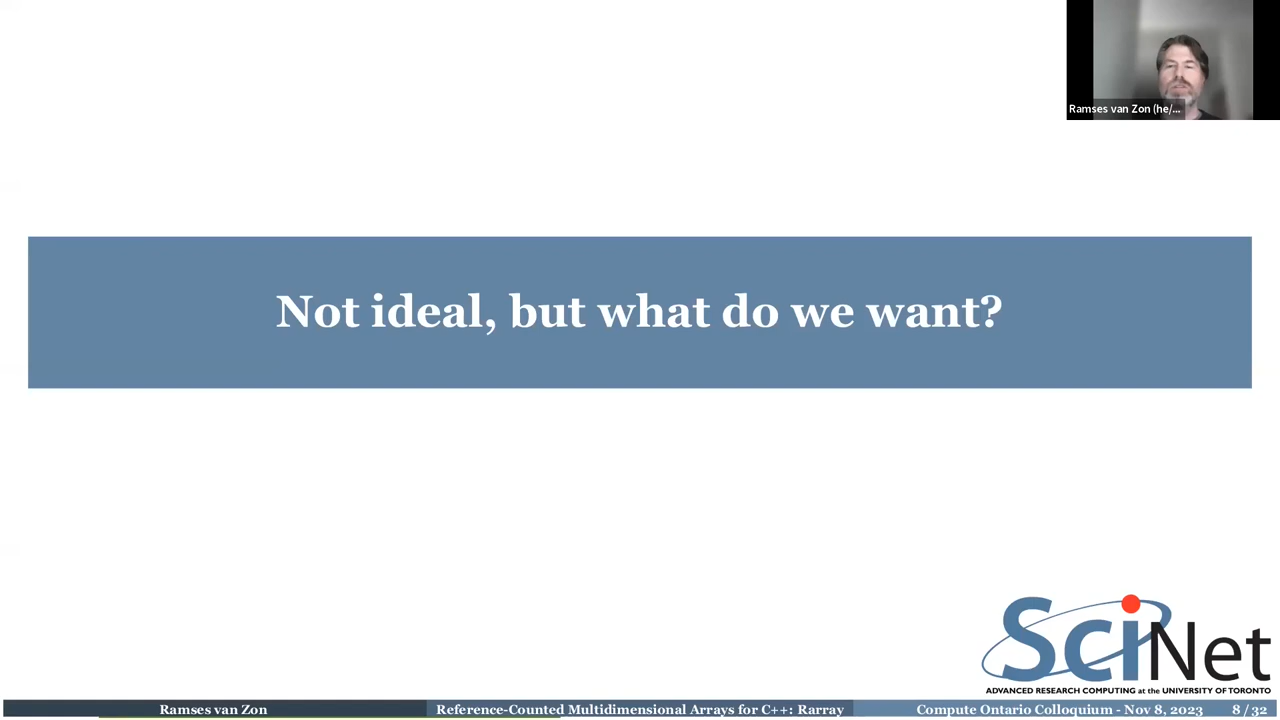 Ramses van Zon (he/...
Not ideal, but what do we want?
SciNet
ADVANCED RESEARCH COMPUTING at the UNIVERSITY OF TORONTO
Ramses van Zon
Reference-Counted Multidimensional Arrays for C++: Rarray
Compute Ontario Colloquium - Nov 8, 2023
8 / 32